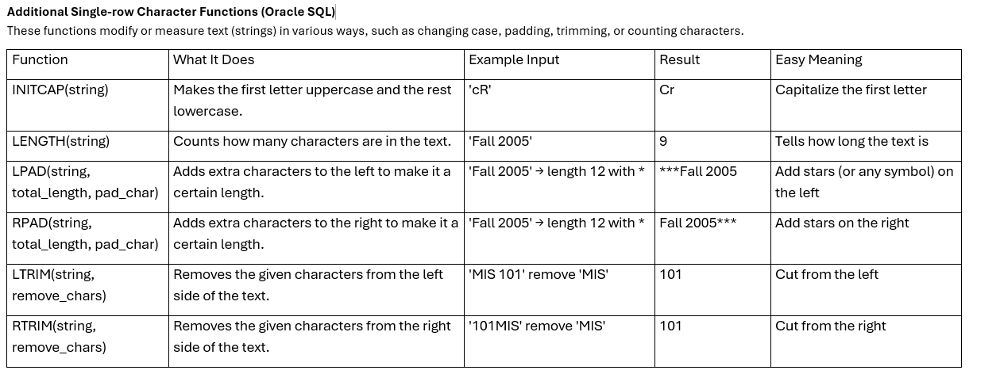 Additional Single-row Character Functions (Oracle SQL)
These functions modify or measure text (strings) in various ways, such as changing case, padding, trimming, or counting characters.
Function What It Does Example Input Result Easy Meaning
INITCAP(string) Makes the first letter uppercase and the rest 'cR' Cr Capitalize the first letter
lowercase.
LENGTH(string) Counts how many characters are in the text. 'Fall 2005' 9 Tells how long the text is
LPAD(string, Adds extra characters to the left to make it a 'Fall 2005' → length 12 with * ***Fall 2005 Add stars (or any symbol) on
total_length, pad_char) certain length. the left
RPAD(string, Adds extra characters to the right to make it a 'Fall 2005' → length 12 with * Fall 2005*** Add stars on the right
total_length, pad_char) certain length.
LTRIM(string, Removes the given characters from the left 'MIS 101' remove 'MIS' 101 Cut from the left
remove_chars) side of the text.
RTRIM(string, Removes the given characters from the right '101MIS' remove 'MIS' 101 Cut from the right
remove_chars) side of the text.